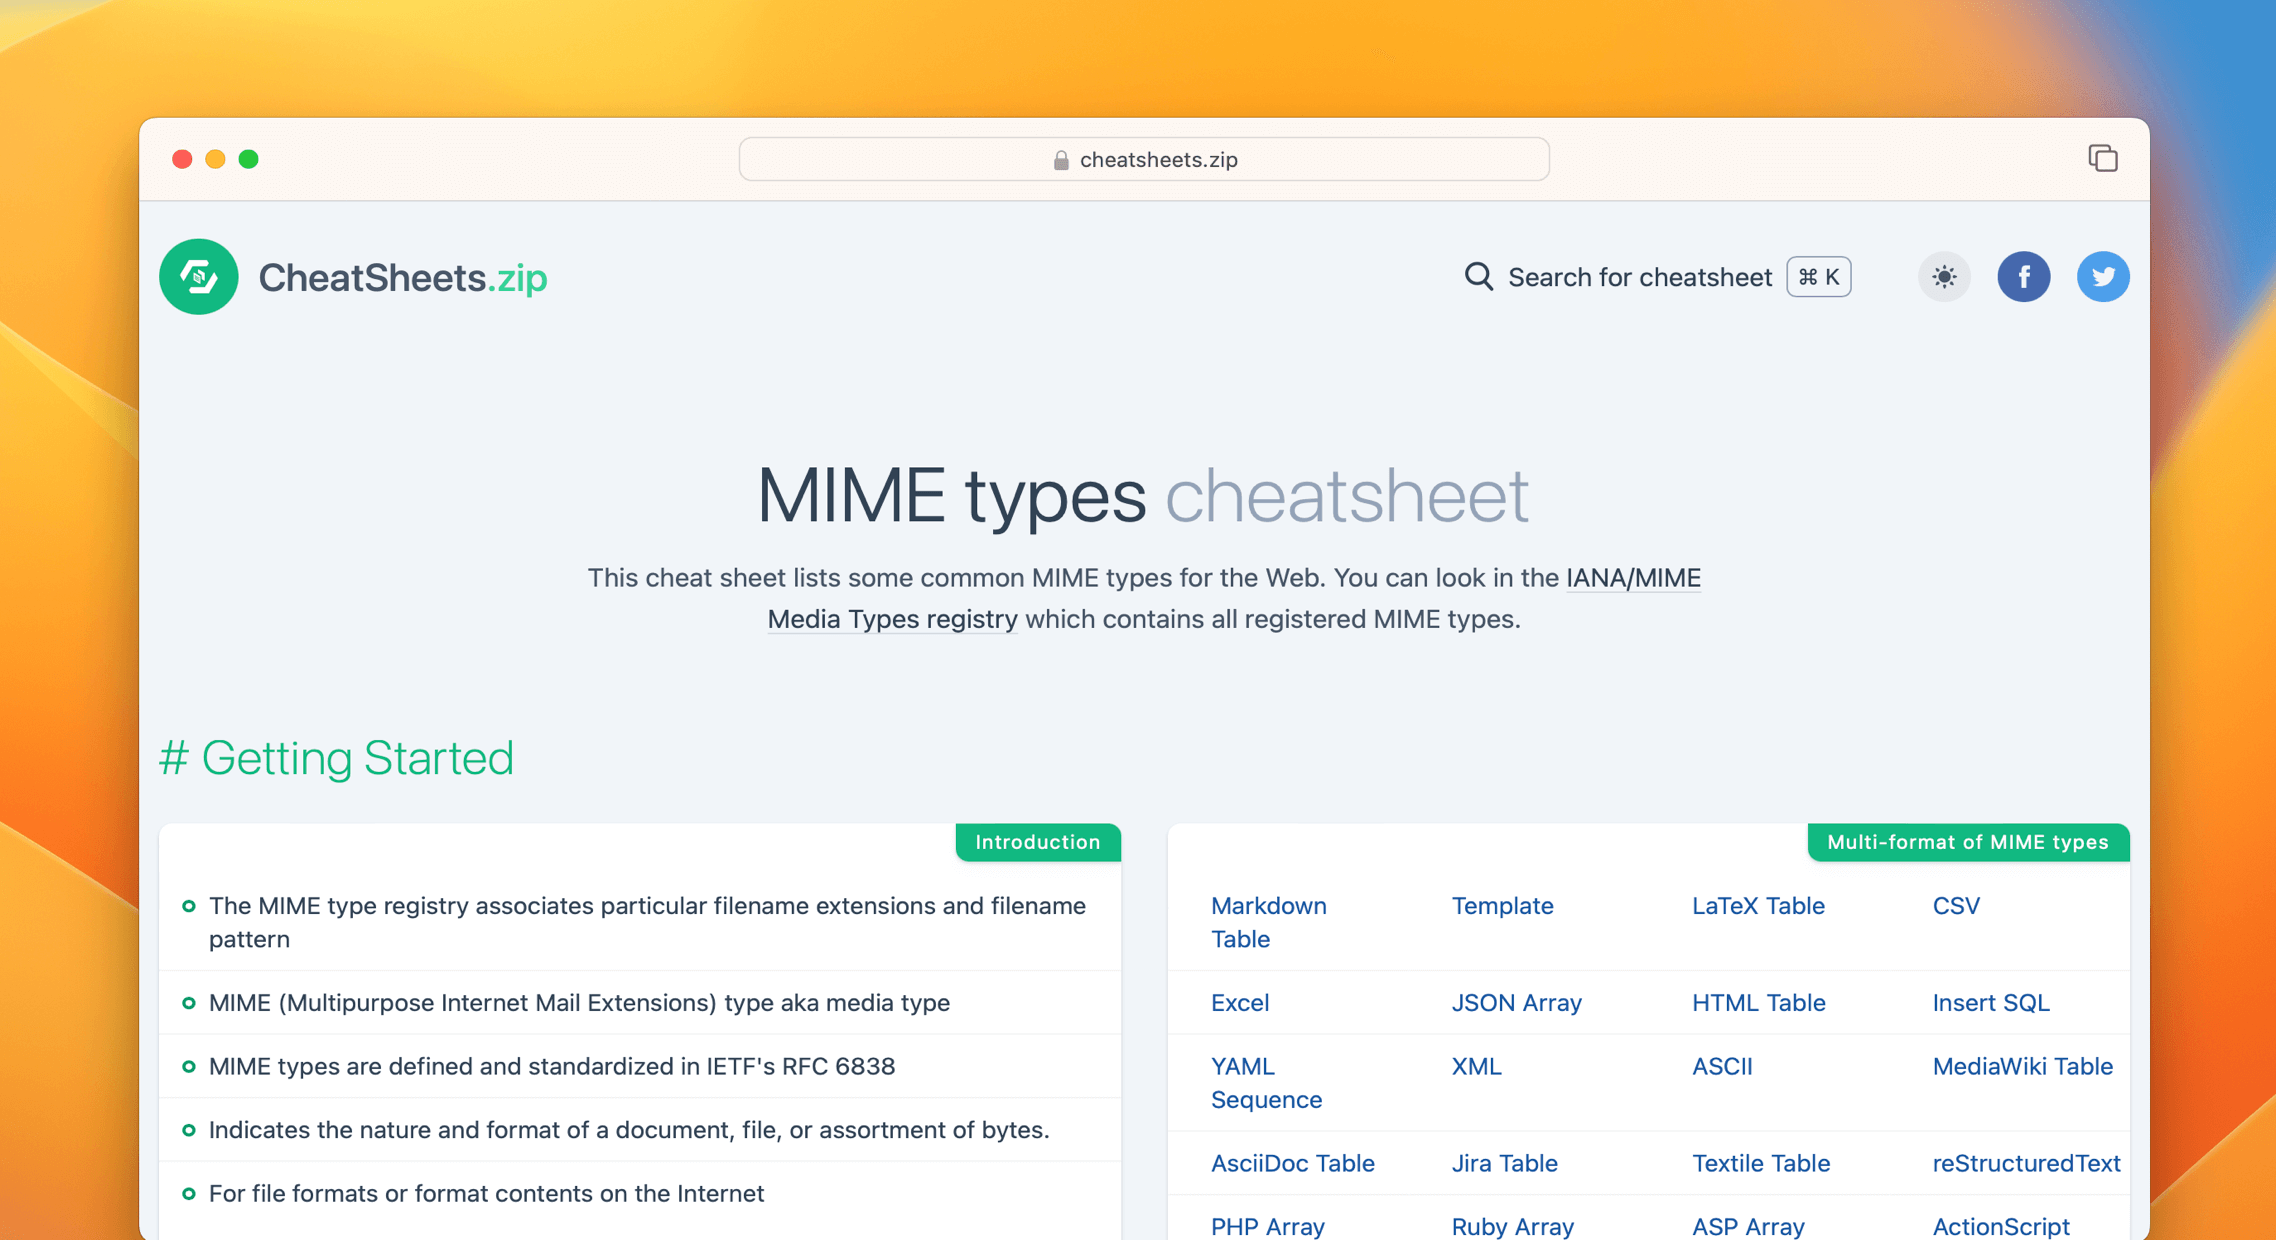 cheatsheets.zip
CheatSheets.zip
Search for cheatsheet ⌘ K
f
MIME types cheatsheet
This cheat sheet lists some common MIME types for the Web. You can look in the IANA/MIME
Media Types registry which contains all registered MIME types.
# Getting Started
Introduction
The MIME type registry associates particular filename extensions and filename
pattern
MIME (Multipurpose Internet Mail Extensions) type aka media type
MIME types are defined and standardized in IETF's RFC 6838
Indicates the nature and format of a document, file, or assortment of bytes.
For file formats or format contents on the Internet
Multi-format of MIME types
Markdown Table
Template
LaTeX Table
CSV
Excel
JSON Array
HTML Table
Insert SQL
YAML Sequence
XML
ASCII
MediaWiki Table
AsciiDoc Table
Jira Table
Textile Table
reStructuredText
PHP Array
Ruby Array
ASP Array
ActionScript